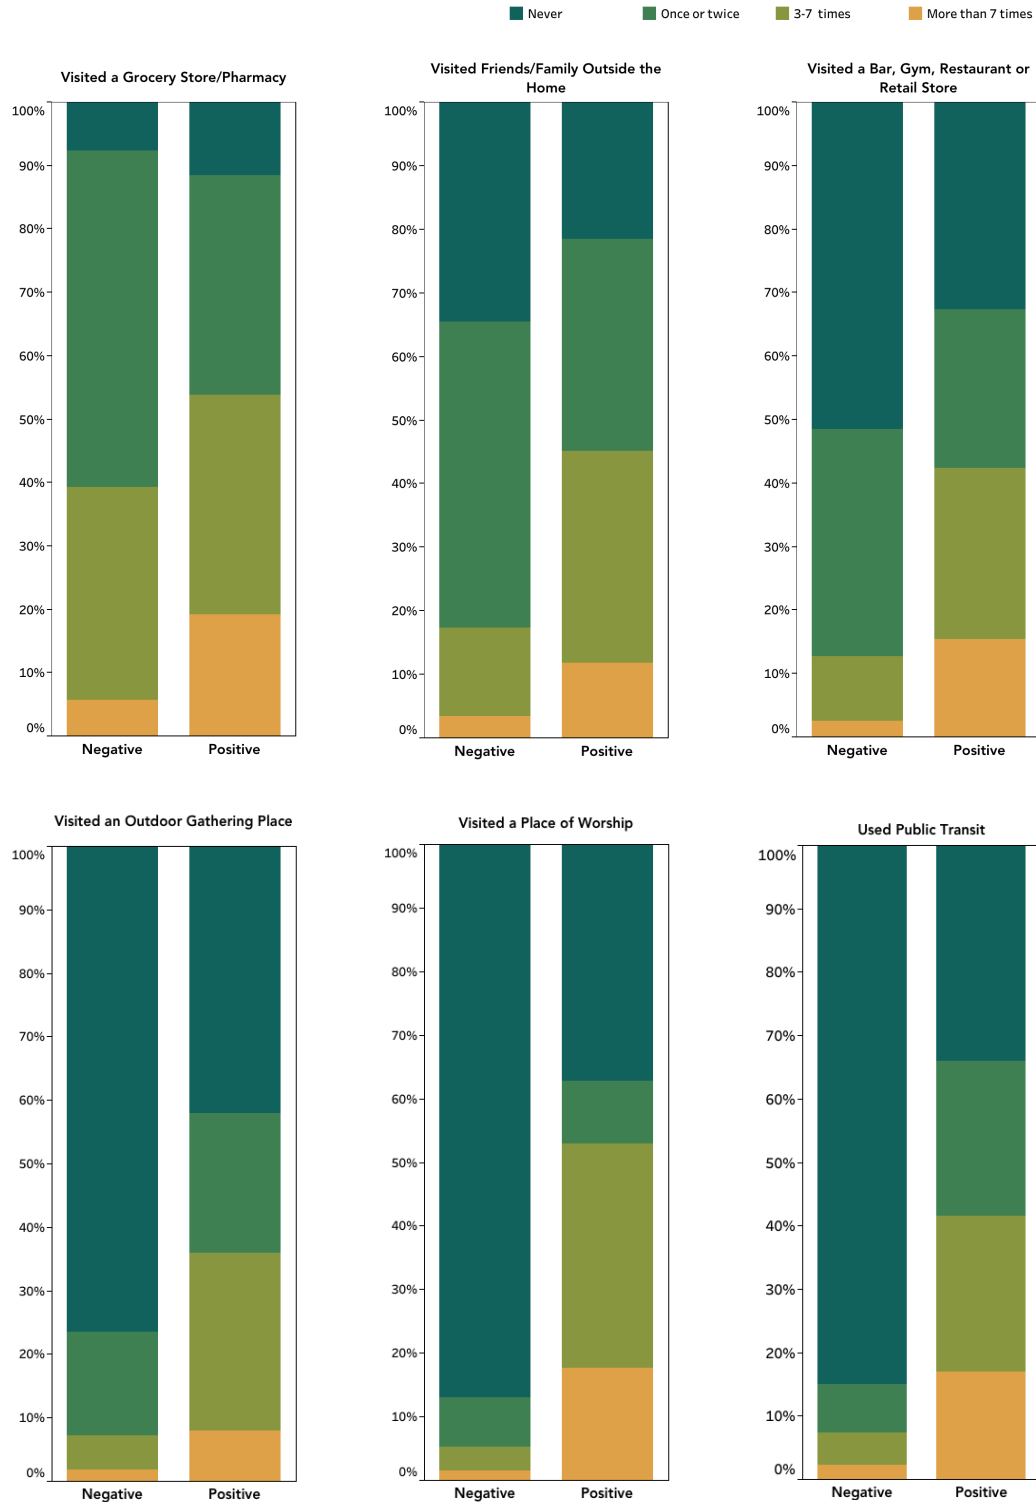 Never
Once or twice
3-7 times
More than 7 times
Visited a Grocery Store/Pharmacy
100%
90%
80%
70%
60%
50%
40%
30%
20%
10%
0%
Negative
Positive
Visited Friends/Family Outside the
Home
100%
90%
80%
70%
60%
50%
40%
30%
20%
10%
0%
Negative
Positive
Visited a Bar, Gym, Restaurant or
Retail Store
100%
90%
80%
70%
60%
50%
40%
30%
20%
10%
0%
Negative
Positive
Visited an Outdoor Gathering Place
100%
90%
80%
70%
60%
50%
40%
30%
20%
10%
0%
Negative
Positive
Visited a Place of Worship
100%
90%
80%
70%
60%
50%
40%
30%
20%
10%
0%
Negative
Positive
Used Public Transit
100%
90%
80%
70%
60%
50%
40%
30%
20%
10%
0%
Negative
Positive